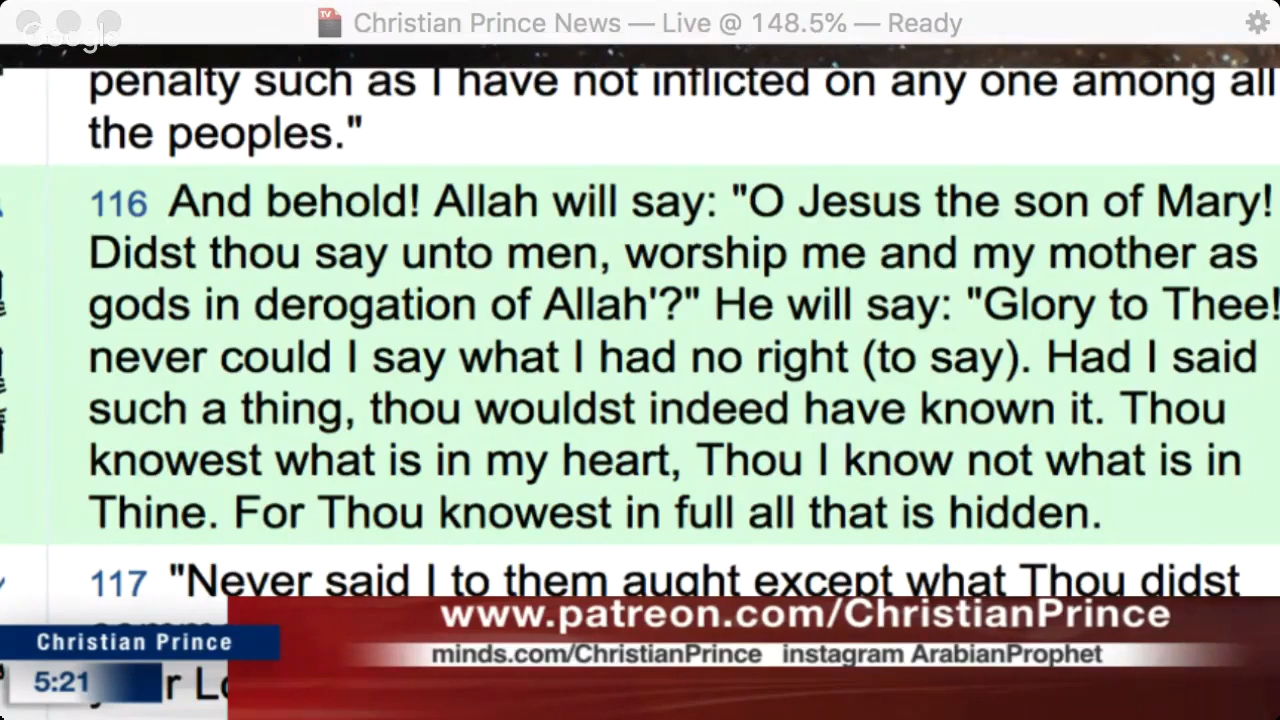 Christian Prince News — Live @ 148.5% — Ready
Google
penalty such as I have not inflicted on any one among all
the peoples."
116 And behold! Allah will say: "O Jesus the son of Mary!
Didst thou say unto men, worship me and my mother as
gods in derogation of Allah'?" He will say: "Glory to Thee!
never could I say what I had no right (to say). Had I said
such a thing, thou wouldst indeed have known it. Thou
knowest what is in my heart, Thou I know not what is in
Thine. For Thou knowest in full all that is hidden.
117 "Never said I to them aught except what Thou didst
www.patreon.com/ChristianPrince
Christian Prince
minds.com/ChristianPrince instagram ArabianProphet
5:21